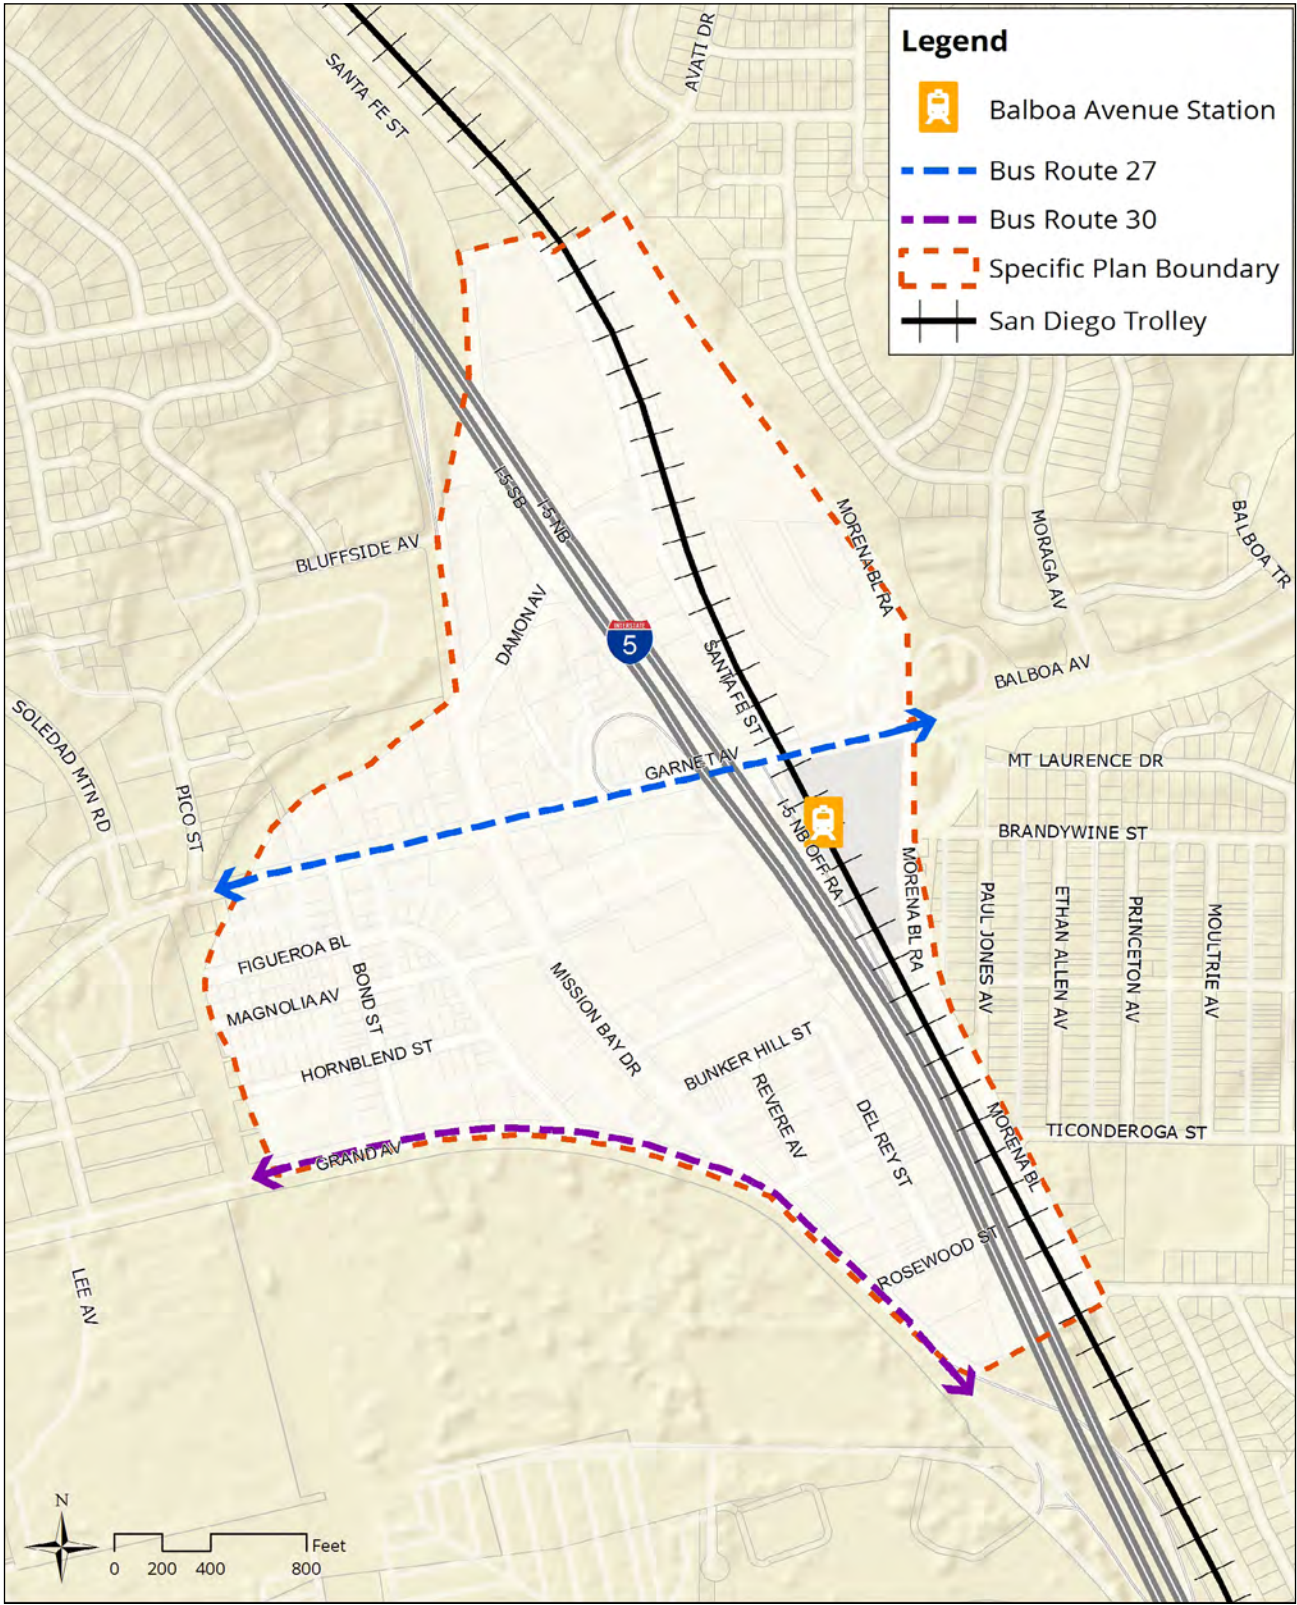 Legend
Balboa Avenue Station
Bus Route 27
Bus Route 30
Specific Plan Boundary
San Diego Trolley
AVATI DR
SANTA FE ST
I-5 SB
I-5 NB
MORENA BL RA
MORAGA AV
BALBOA TR
BLUFFSIDE AV
DAMON AV
INTERSTATE
5
SANTA FE ST
BALBOA AV
SOLEDAD MTN RD
PICO ST
GARNET AV
MT LAURENCE DR
I-5 NB OFF RA
BRANDYWINE ST
MORENA BL RA
PAUL JONES AV
ETHAN ALLEN AV
PRINCETON AV
MOULTRIE AV
FIGUEROA BL
MAGNOLIA AV
BOND ST
HORNBLEND ST
MISSION BAY DR
BUNKER HILL ST
REVERE AV
DEL REY ST
MORENA BL
TICONDEROGA ST
GRAND AV
ROSEWOOD ST
LEE AV
N
Feet
0 200 400 800